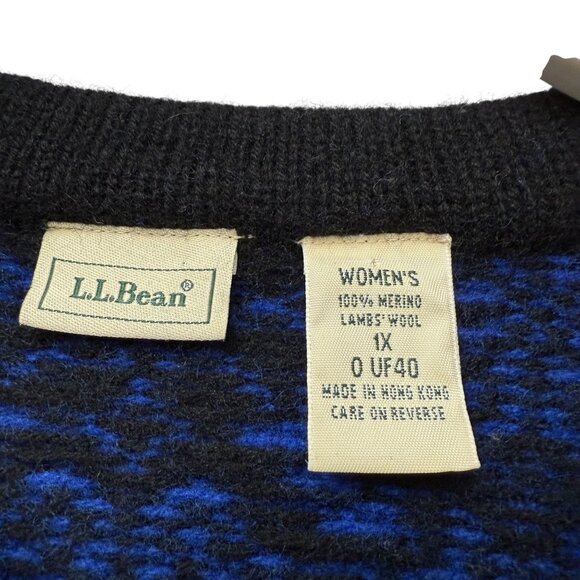 L.L.Bean®
WOMEN'S
100% MERINO
LAMBS' WOOL
1X
0 UF40
MADE IN HONG KONG
CARE ON REVERSE